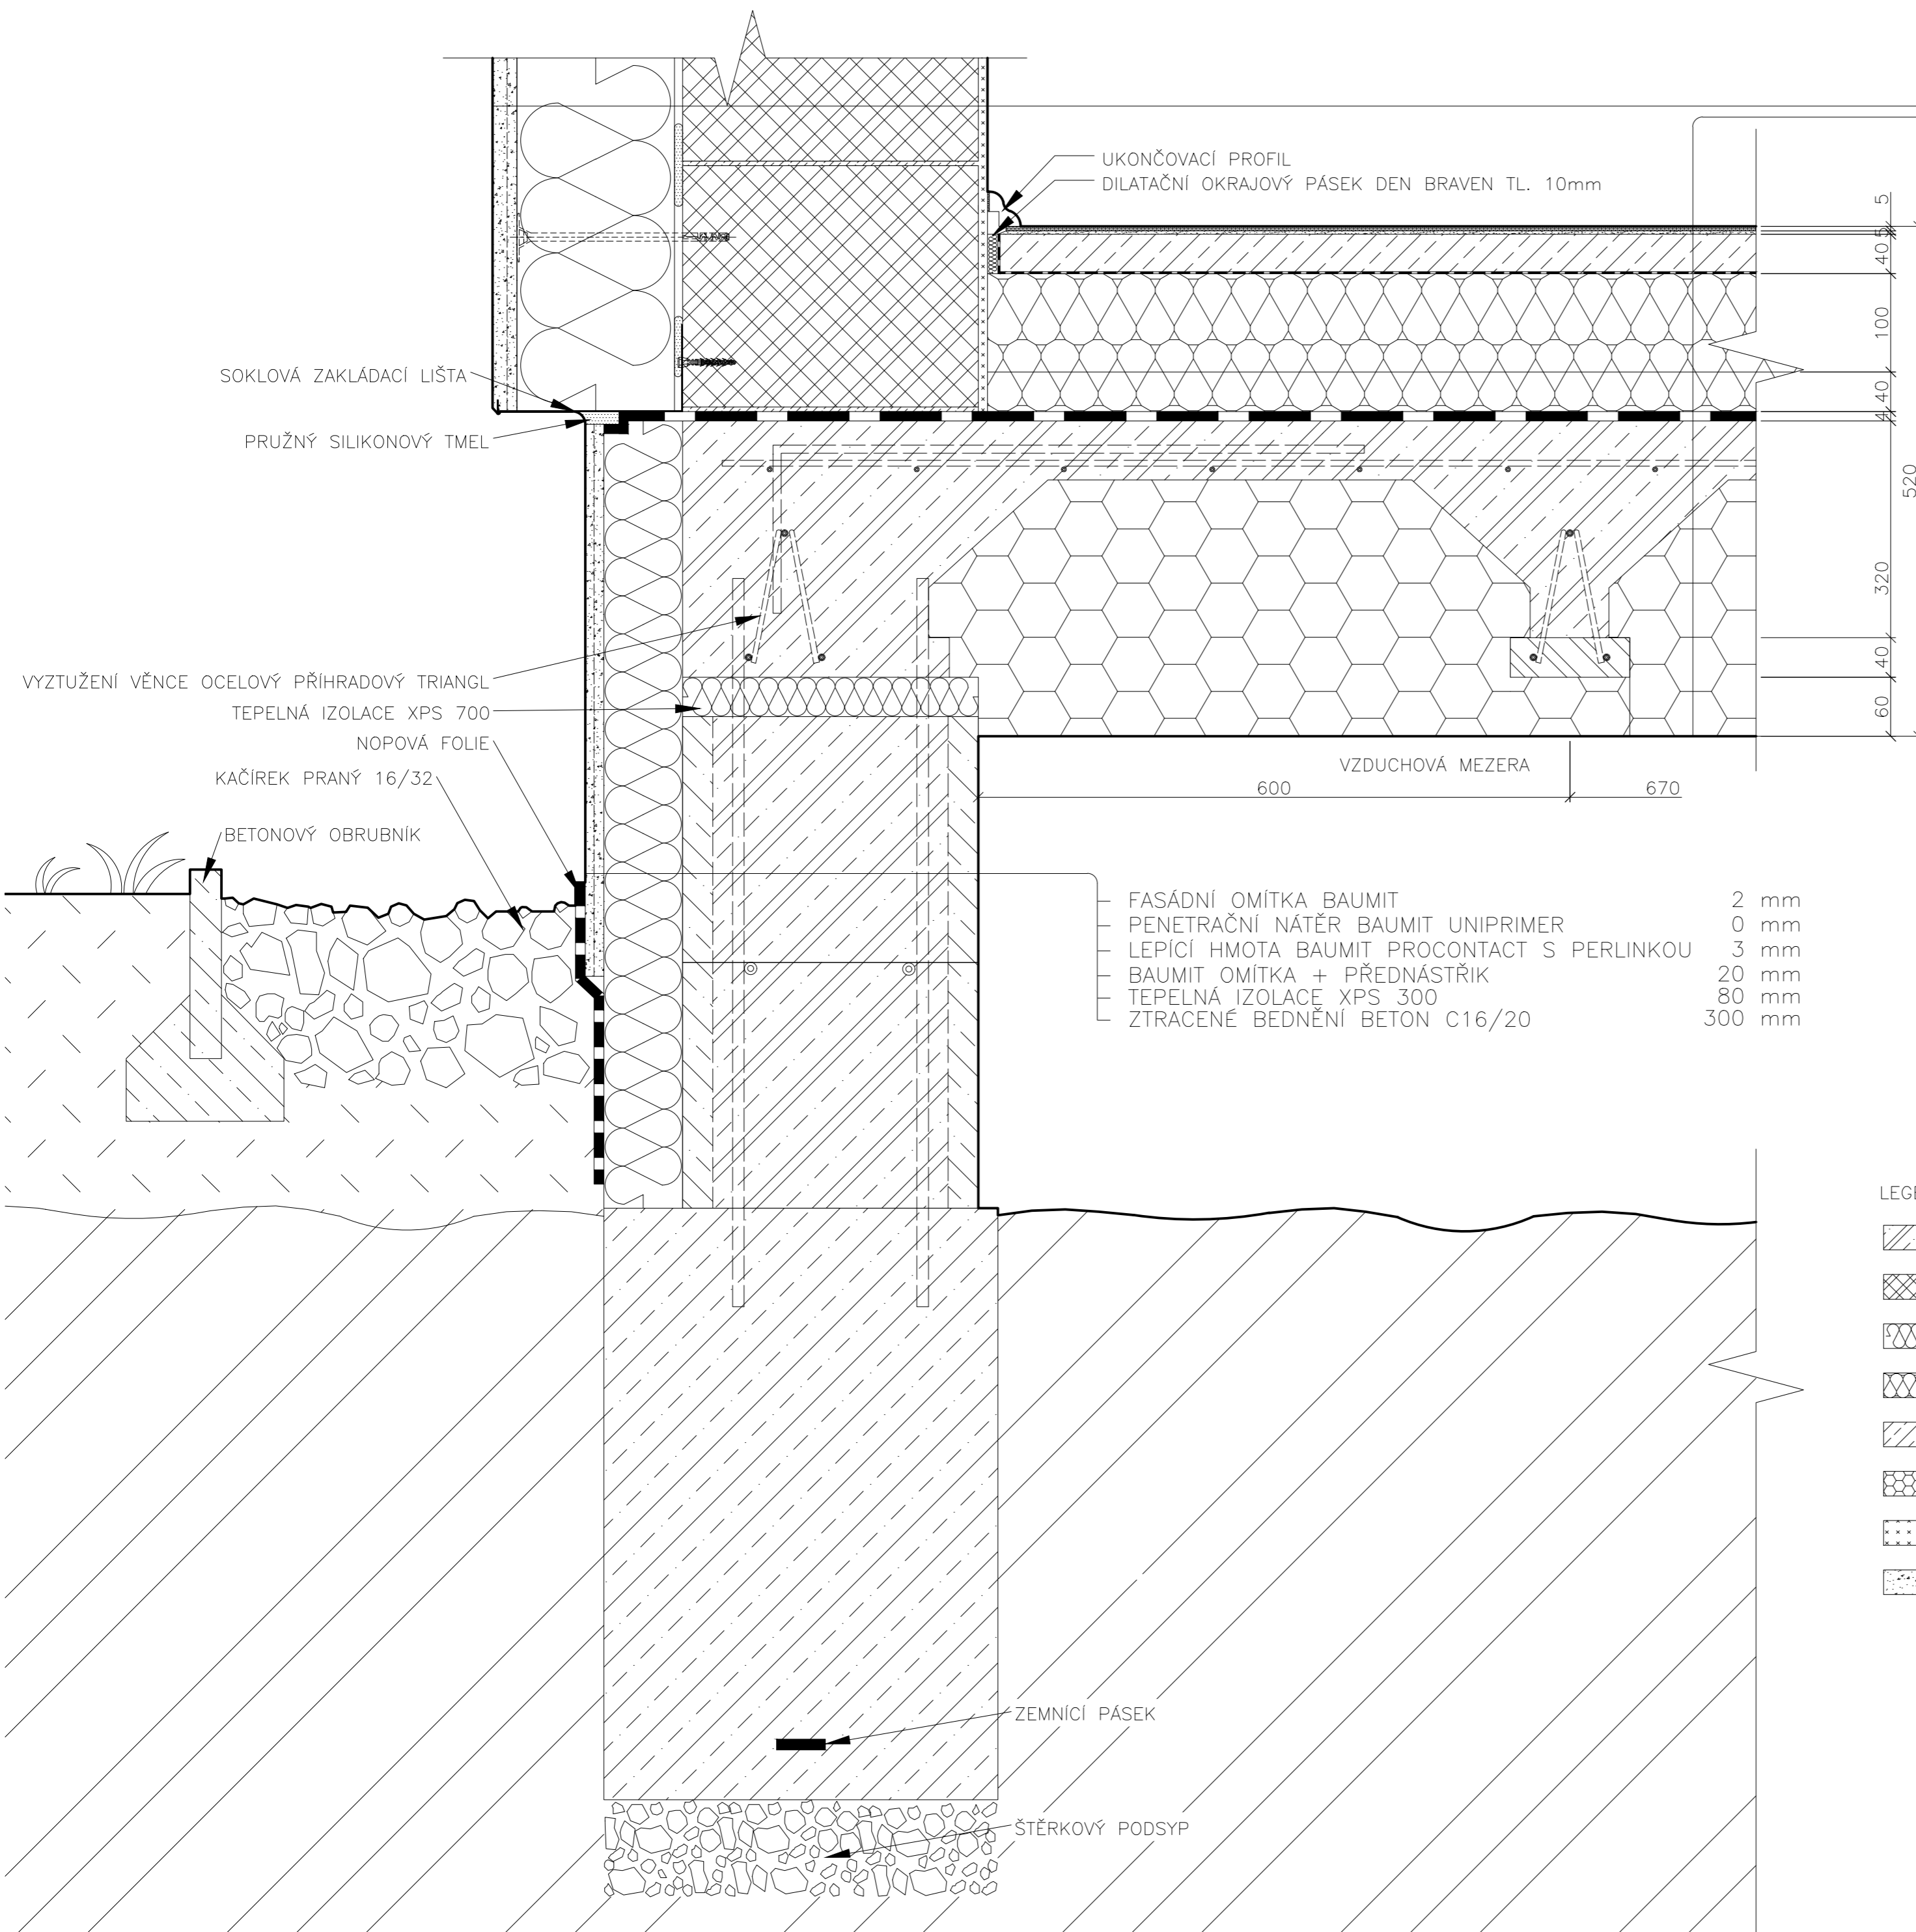 UKONČOVACÍ PROFIL
DILATAČNÍ OKRAJOVÝ PÁSEK DEN BRAVEN TL. 10mm
5
5
40
100
40
4
520
320
40
60
SOKLOVÁ ZAKLÁDACÍ LIŠTA
PRUŽNÝ SILIKONOVÝ TMEL
VYZTUŽENÍ VĚNCE OCELOVÝ PŘÍHRADOVÝ TRIANGL
TEPELNÁ IZOLACE XPS 700
NOPOVÁ FOLIE
KAČÍREK PRANÝ 16/32
BETONOVÝ OBRUBNÍK
VZDUCHOVÁ MEZERA
600 670
FASÁDNÍ OMÍTKA BAUMIT 2 mm
PENETRAČNÍ NÁTĚR BAUMIT UNIPRIMER 0 mm
LEPÍCÍ HMOTA BAUMIT PROCONTACT S PERLINKOU 3 mm
BAUMIT OMÍTKA + PŘEDNÁSTŘIK 20 mm
TEPELNÁ IZOLACE XPS 300 80 mm
ZTRACENÉ BEDNĚNÍ BETON C16/20 300 mm
ZEMNÍCÍ PÁSEK
ŠTĚRKOVÝ PODSYP